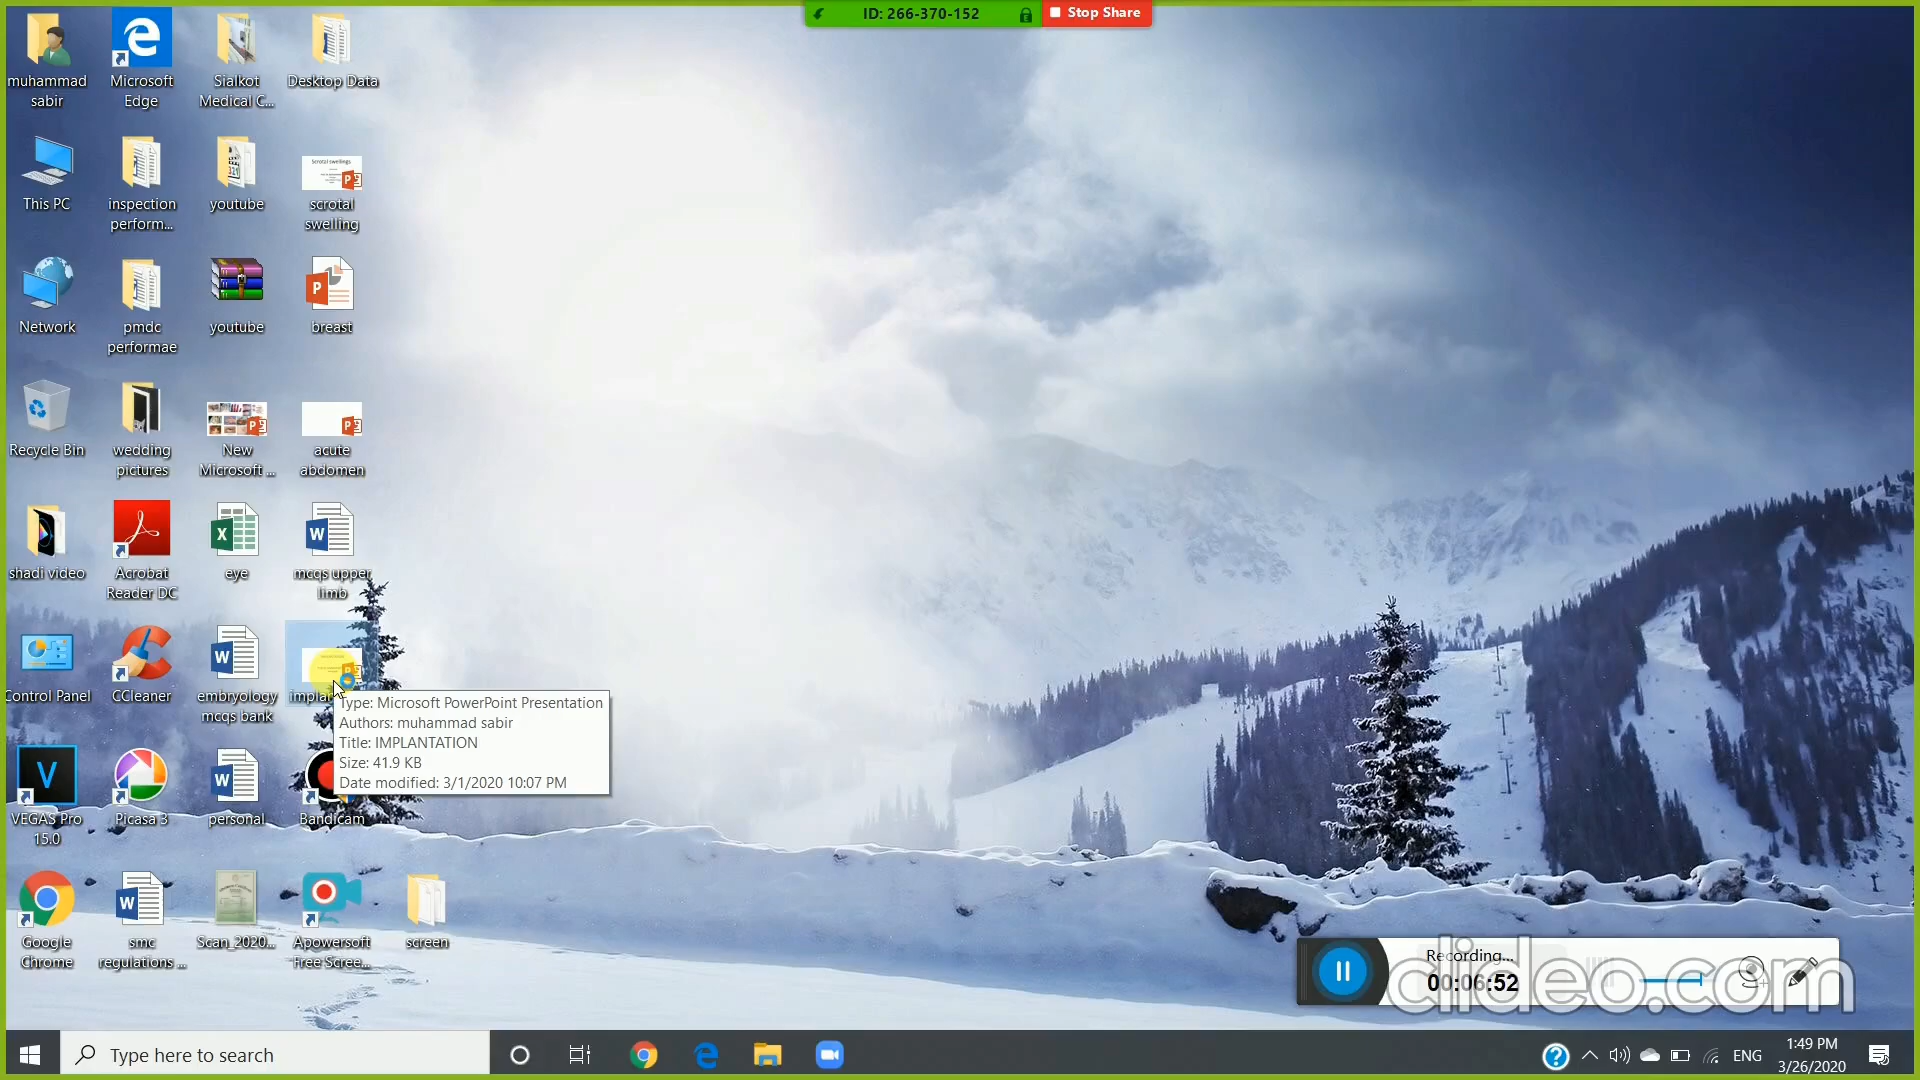 ID: 266-370-152
Stop Share
muhammad
sabir
Microsoft
Edge
Sialkot
Medical C...
Desktop Data
This PC
inspection
perform...
youtube
Scrotal swellings
scrotal
swelling
Network
pmdc
performae
youtube
breast
Recycle Bin
wedding
pictures
New
Microsoft ...
acute
abdomen
shadi video
Acrobat
Reader DC
eye
mcqs upper
limb
Control Panel
CCleaner
embryology
mcqs bank
Type: Microsoft PowerPoint Presentation
Authors: muhammad sabir
Title: IMPLANTATION
Size: 41.9 KB
Date modified: 3/1/2020 10:07 PM
VEGAS Pro
15.0
Picasa 3
personal
Bandicam
Google
Chrome
smc
regulations ...
Scan_2020...
Apowersoft
Free Scree...
screen
Recording...
00:06:52
clideo.com
Type here to search
ENG
1:49 PM
3/26/2020